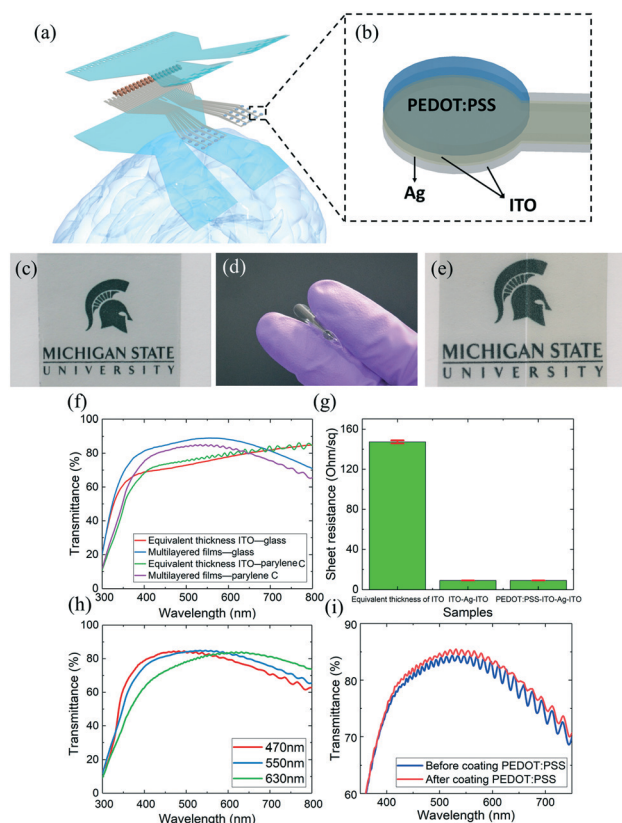 (a)
(b)
PEDOT:PSS
Ag
ITO
(c)
MICHIGAN STATE
UNIVERSITY
(d)
(e)
MICHIGAN STATE
UNIVERSITY
(f)
100
80
60
40
20
0
300 400 500 600 700 800
Transmittance (%)
Wavelength (nm)
Equivalent thickness ITO—glass
Multilayered films—glass
Equivalent thickness ITO—parylene C
Multilayered films—parylene C
(g)
160
120
80
40
0
Sheet resistance (Ohm/sq)
Equivalent thickness of ITO ITO-Ag-ITO PEDOT:PSS-ITO-Ag-ITO
Samples
(h)
100
80
60
40
20
0
300 400 500 600 700 800
Transmittance (%)
Wavelength (nm)
470nm
550nm
630nm
(i)
90
85
80
75
70
65
60
400 500 600 700
Transmittance (%)
Wavelength (nm)
Before coating PEDOT:PSS
After coating PEDOT:PSS